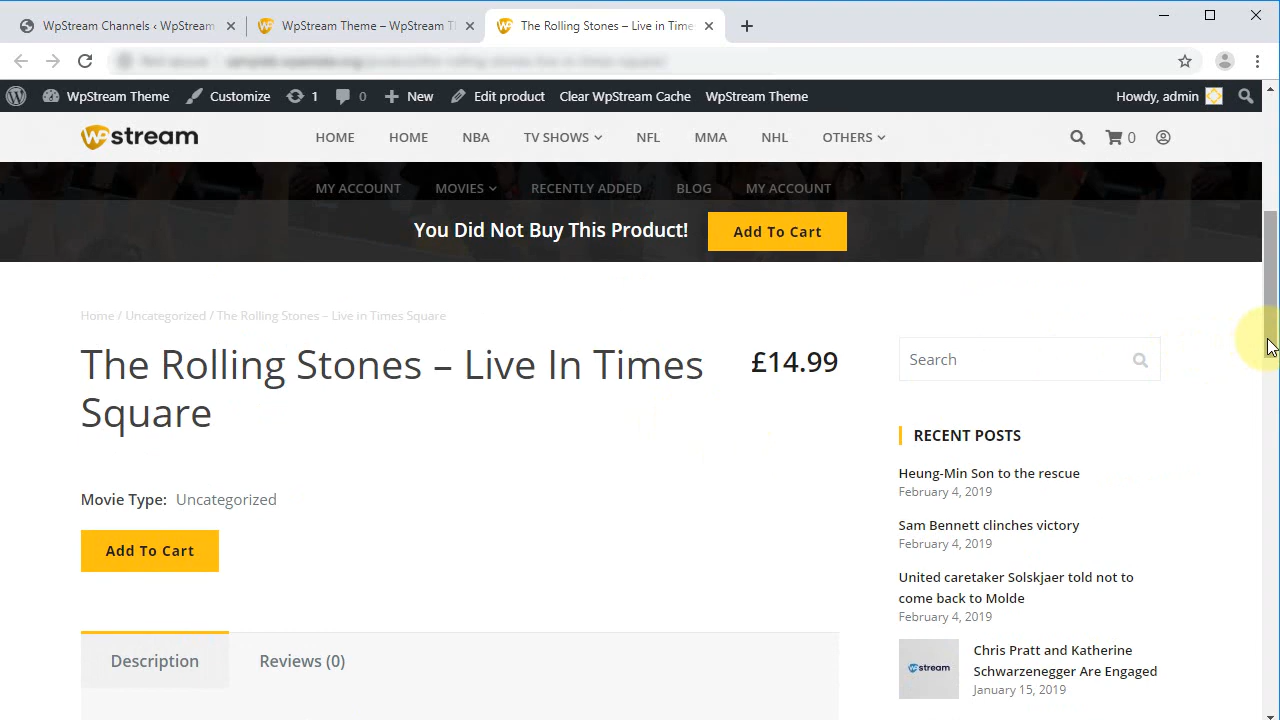 WpStream Channels ‹ WpStream
WpStream Theme – WpStream T
The Rolling Stones – Live in Time
WpStream Theme
Customize
1
0
New
Edit product
Clear WpStream Cache
WpStream Theme
Howdy, admin
WPstream
HOME
HOME
NBA
TV SHOWS
NFL
MMA
NHL
OTHERS
0
MY ACCOUNT
MOVIES
RECENTLY ADDED
BLOG
MY ACCOUNT
You Did Not Buy This Product!
Add To Cart
Home / Uncategorized / The Rolling Stones – Live in Times Square
The Rolling Stones – Live In Times
Square
£14.99
Movie Type: Uncategorized
Add To Cart
Description
Reviews (0)
Search
RECENT POSTS
Heung-Min Son to the rescue
February 4, 2019
Sam Bennett clinches victory
February 4, 2019
United caretaker Solskjaer told not to
come back to Molde
February 4, 2019
WPstream
Chris Pratt and Katherine
Schwarzenegger Are Engaged
January 15, 2019